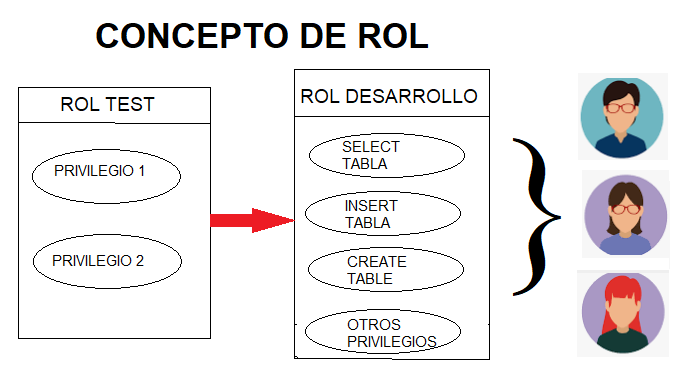 CONCEPTO DE ROL
ROL TEST
PRIVILEGIO 1
PRIVILEGIO 2
ROL DESARROLLO
SELECT
TABLA
INSERT
TABLA
CREATE
TABLE
OTROS
PRIVILEGIOS